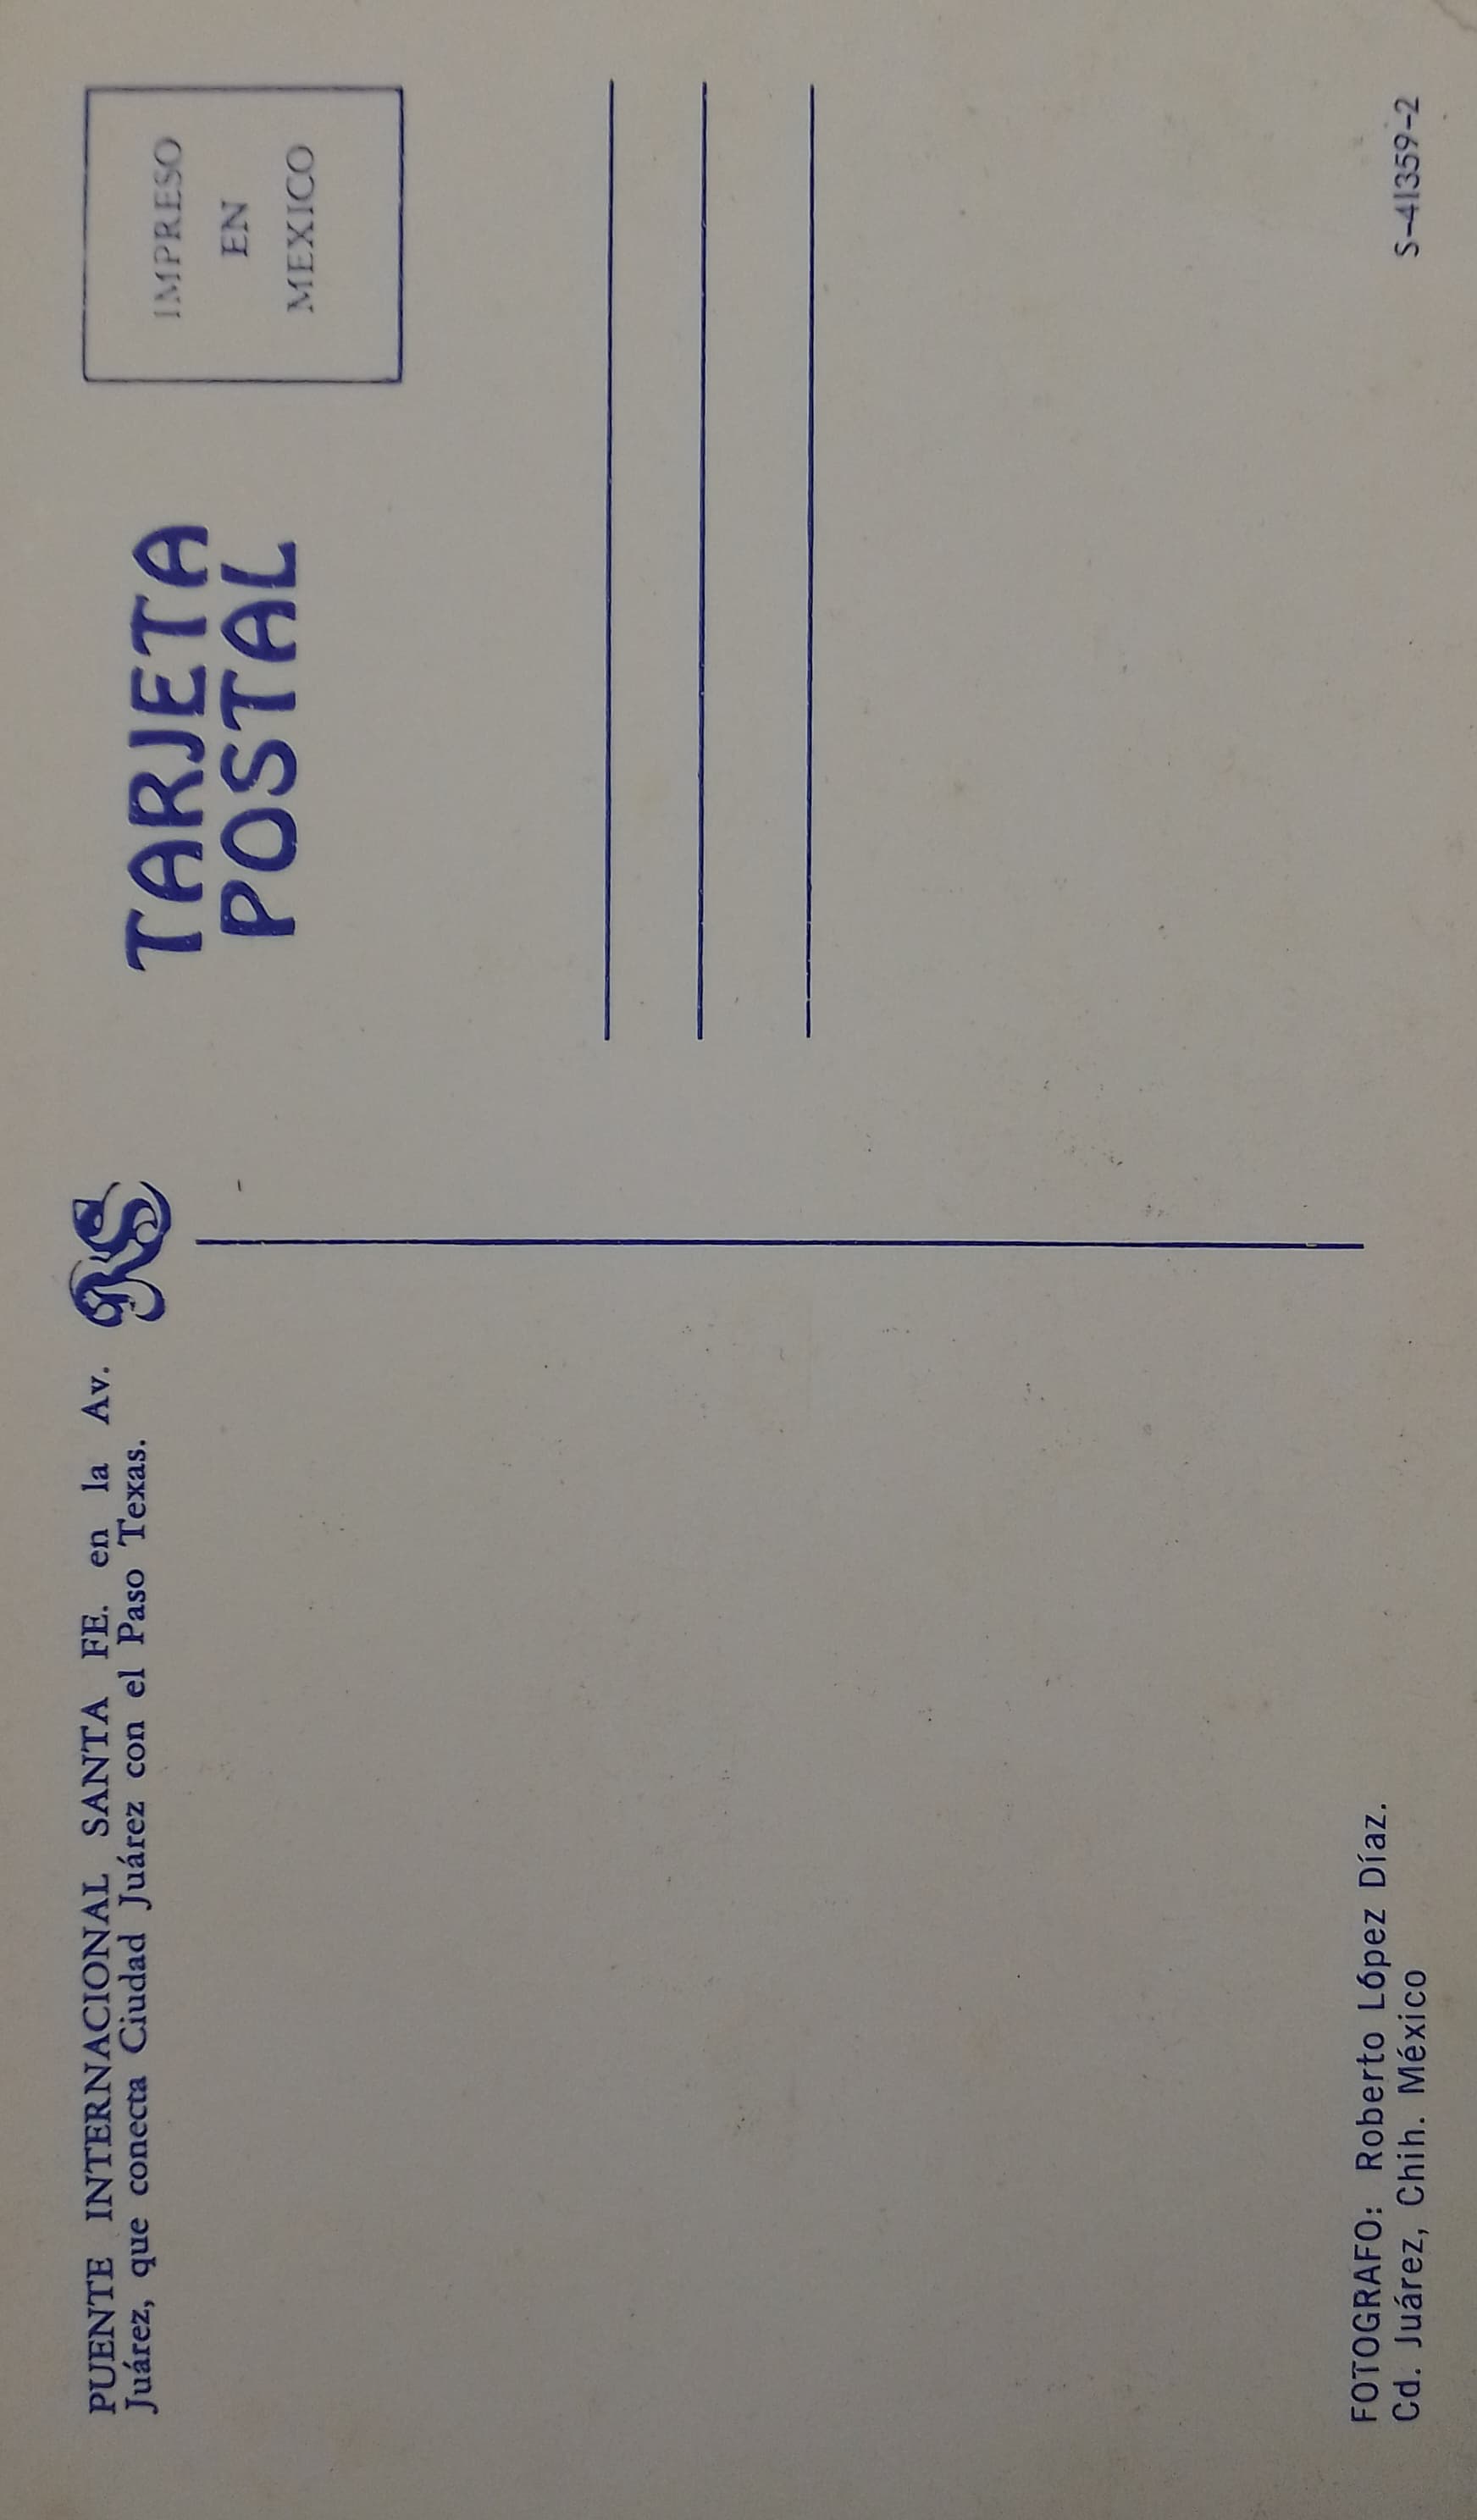 PUENTE INTERNACIONAL SANTA FE. en la Av.
Juárez, que conecta Ciudad Juárez con el Paso Texas.
RS
TARJETA
POSTAL
IMPRESO
EN
MEXICO
FOTOGRAFO: Roberto López Díaz.
Cd. Juárez, Chih. México
S-41359-2